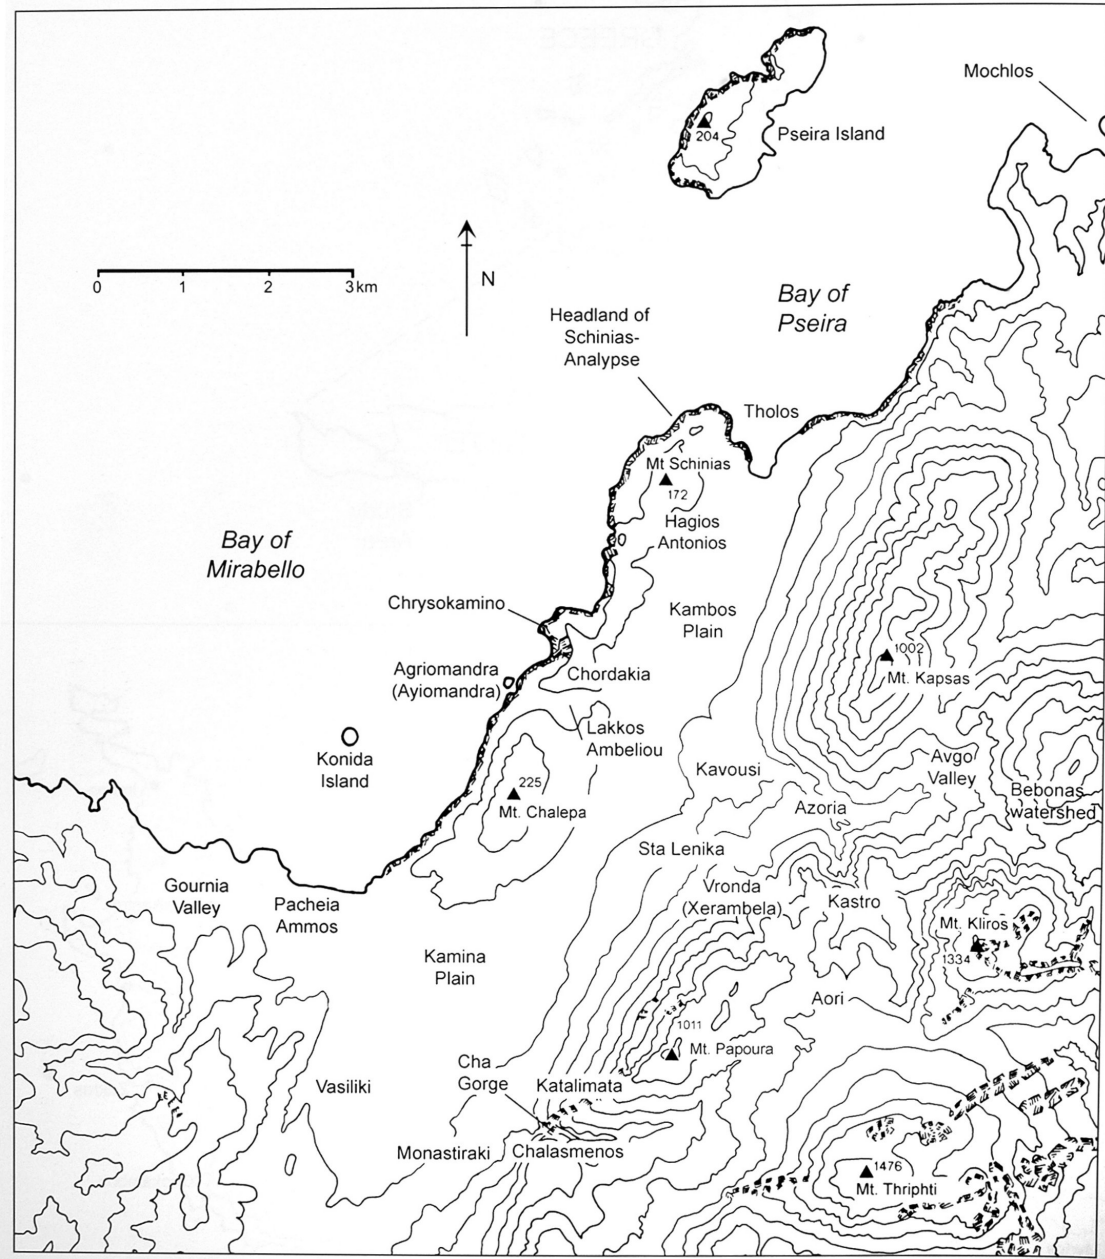 Mochlos
204
Pseira Island
N
0 1 2 3km
Bay of
Pseira
Headland of
Schinias-
Analypse
Tholos
Mt Schinias
172
Hagios
Antonios
Bay of
Mirabello
Chrysokamino
Kambos
Plain
1002
Mt. Kapsas
Agriomandra
(Ayiomandra)
Chordakia
Lakkos
Ambeliou
Konida
Island
225
Mt. Chalepa
Kavousi
Avgo
Valley
Azoria
Bebonas
watershed
Sta Lenika
Gournia
Valley
Pacheia
Ammos
Vronda
(Xerambela)
Kastro
Mt. Kliros
1334
Kamina
Plain
Aori
1011
Mt. Papoura
Cha
Gorge
Katalimata
Vasiliki
Monastiraki
Chalasmenos
1476
Mt. Thriphti